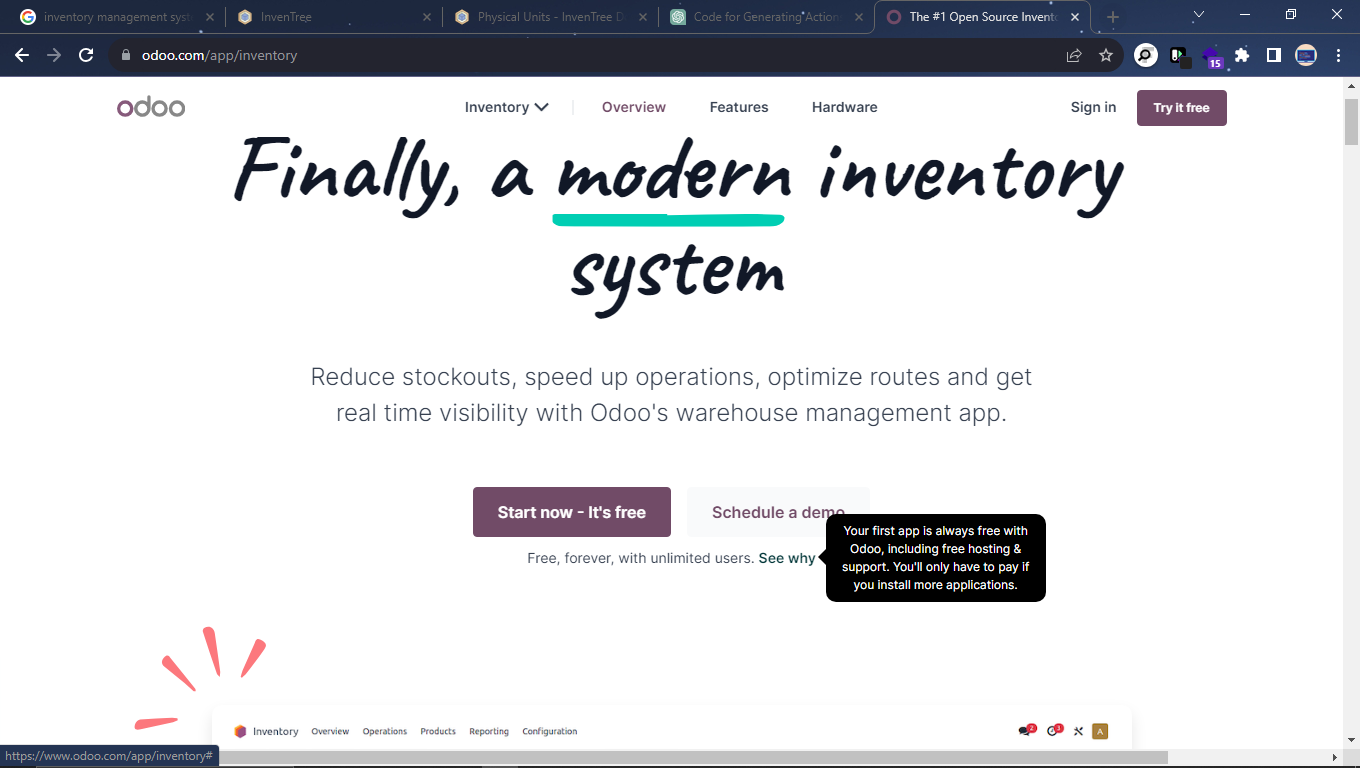 inventory management syst
InvenTree
Physical Units - InvenTree D
Code for Generating Action
The #1 Open Source Invento
odoo.com/app/inventory
15
odoo
Inventory
Overview
Features
Hardware
Sign in
Try it free
Finally, a modern inventory
system
Reduce stockouts, speed up operations, optimize routes and get
real time visibility with Odoo's warehouse management app.
Start now - It's free
Schedule a demo
Free, forever, with unlimited users. See why
Your first app is always free with
Odoo, including free hosting &
support. You'll only have to pay if
you install more applications.
Inventory
Overview
Operations
Products
Reporting
Configuration
2
3
A
https://www.odoo.com/app/inventory#